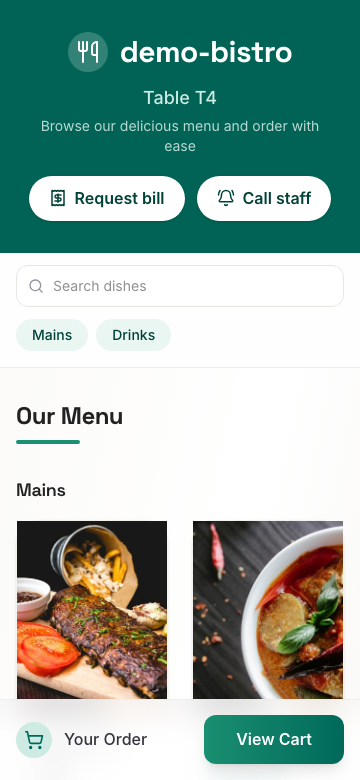 demo-bistro
Table T4
Browse our delicious menu and order with
ease
Request bill
Call staff
Search dishes
Mains
Drinks
Our Menu
Mains
Your Order
View Cart